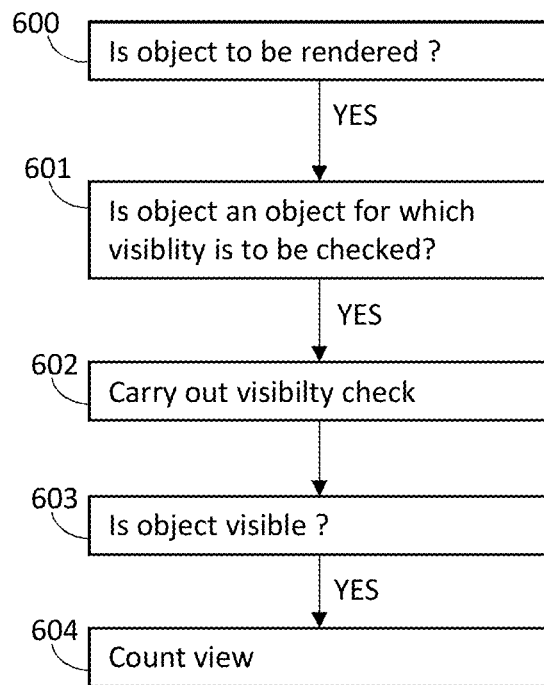 600
Is object to be rendered ?
YES
601
Is object an object for which
visiblity is to be checked?
YES
602
Carry out visibilty check
603
Is object visible ?
YES
604
Count view